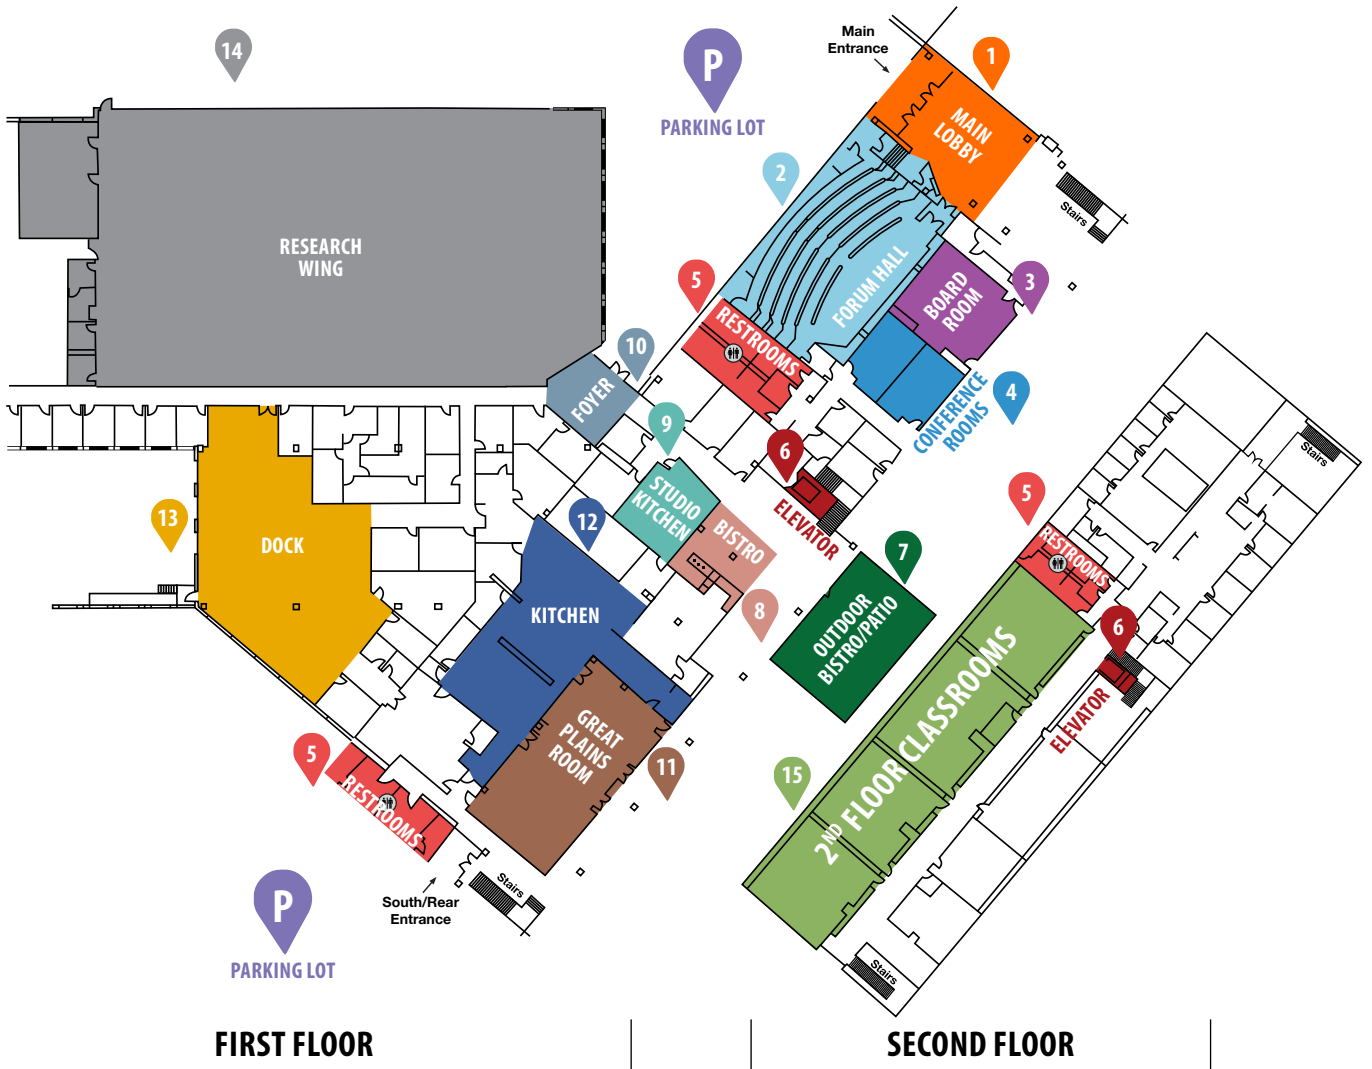 14
P
PARKING LOT
Main
Entrance
1
MAIN
LOBBY
2
Stairs
RESEARCH
WING
FORUM HALL
5
RESTROOMS
BOARD
ROOM
3
10
FOYER
CONFERENCE
ROOMS
4
9
STUDIO
KITCHEN
6
ELEVATOR
Stairs
13
DOCK
12
BISTRO
5
RESTROOMS
7
OUTDOOR
BISTRO/PATIO
8
KITCHEN
6
ELEVATOR
GREAT
PLAINS
ROOM
11
5
RESTROOMS
15
2ND FLOOR CLASSROOMS
Stairs
South/Rear
Entrance
P
PARKING LOT
Stairs
FIRST FLOOR
SECOND FLOOR